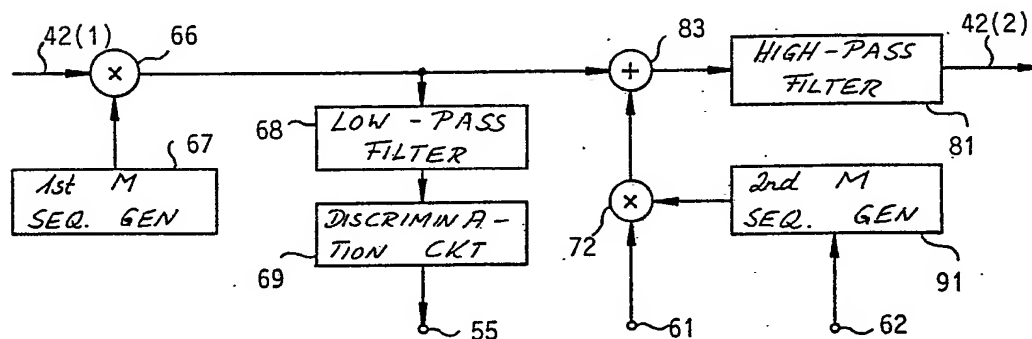 42(1)
66
83
42(2)
HIGH-PASS
FILTER
81
67
1st M
SEQ. GEN
68
LOW-PASS
FILTER
DISCRIMINA-
TION CKT
69
72
2nd M
SEQ. GEN
91
55
61
62